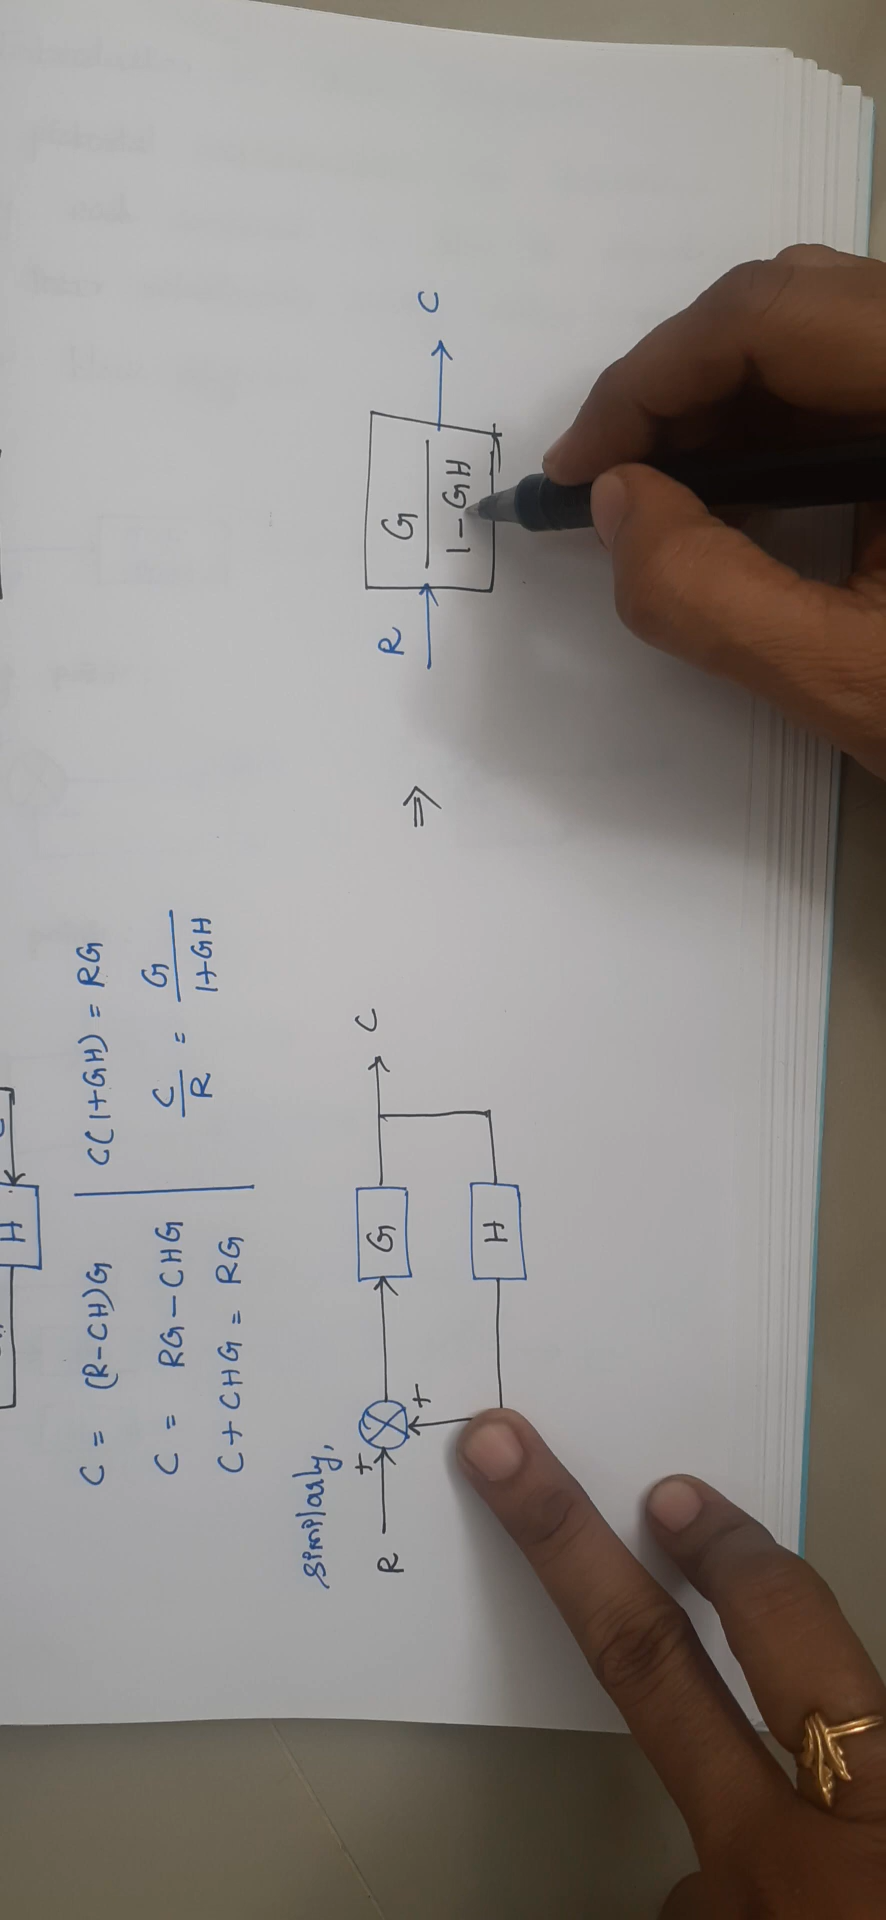 H
C = (R-CH)G
C = RG - CHG
C + CHG = RG
C(1+GH) = RG
C/R = G/1+GH
similarly,
R + + G C
H
⇒
R G/1-GH C